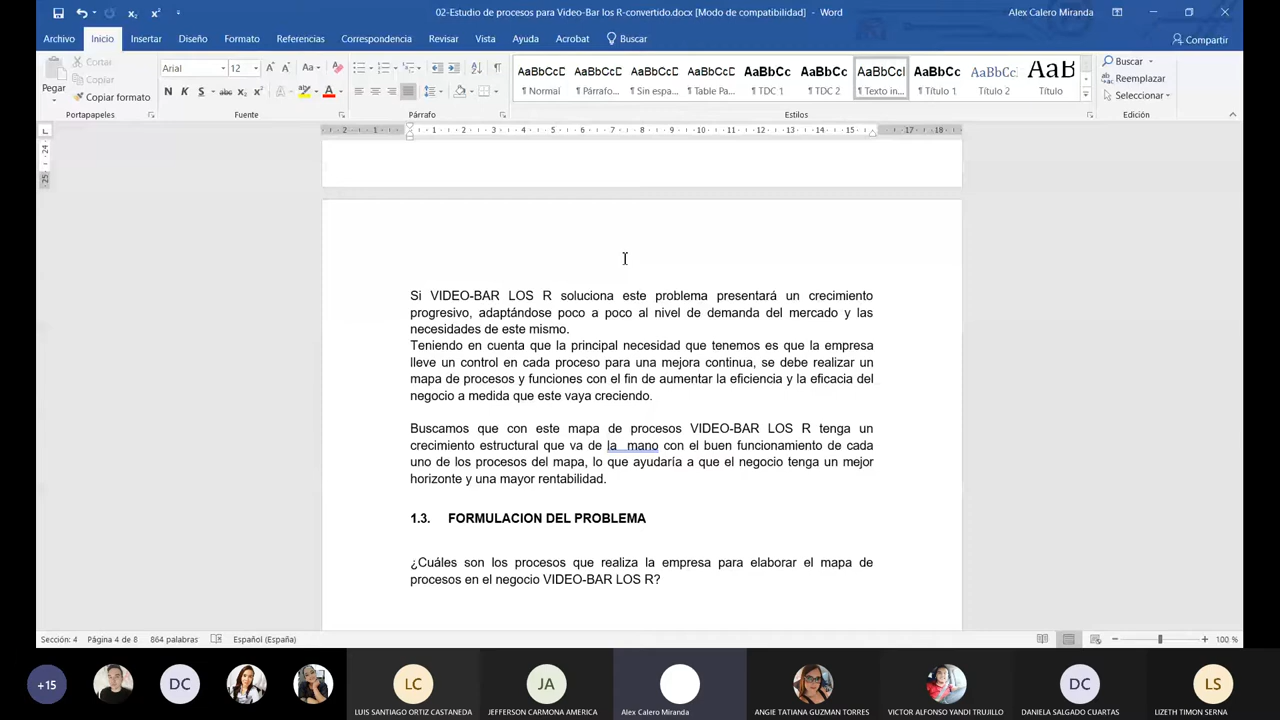 02-Estudio de procesos para Video-Bar los R-convertido.docx [Modo de compatibilidad] - Word
Alex Calero Miranda
Archivo Inicio Insertar Diseño Formato Referencias Correspondencia Revisar Vista Ayuda Acrobat Buscar
Compartir
Pegar
Cortar
Copiar
Copiar formato
Portapapeles
Arial 12
Fuente
Párrafo
AaBbCcD AaBbCcD AaBbCcD AaBbCcD AaBbCc AaBbCc AaBbCcI AaBbCc AaBbCcD AaB
¶ Normal ¶ Párrafo... ¶ Sin espa... ¶ Table Pa... ¶ TDC 1 ¶ TDC 2 ¶ Texto in... ¶ Título 1 Título 2 Título
Estilos
Buscar
Reemplazar
Seleccionar
Edición
Si VIDEO-BAR LOS R soluciona este problema presentará un crecimiento
progresivo, adaptándose poco a poco al nivel de demanda del mercado y las
necesidades de este mismo.
Teniendo en cuenta que la principal necesidad que tenemos es que la empresa
lleve un control en cada proceso para una mejora continua, se debe realizar un
mapa de procesos y funciones con el fin de aumentar la eficiencia y la eficacia del
negocio a medida que este vaya creciendo.
Buscamos que con este mapa de procesos VIDEO-BAR LOS R tenga un
crecimiento estructural que va de la mano con el buen funcionamiento de cada
uno de los procesos del mapa, lo que ayudaría a que el negocio tenga un mejor
horizonte y una mayor rentabilidad.
1.3. FORMULACION DEL PROBLEMA
¿Cuáles son los procesos que realiza la empresa para elaborar el mapa de
procesos en el negocio VIDEO-BAR LOS R?
Sección: 4 Página 4 de 8 864 palabras Español (España) 100 %
+15 DC LC JA DC LS
LUIS SANTIAGO ORTIZ CASTANEDA JEFFERSON CARMONA AMERICA Alex Calero Miranda ANGIE TATIANA GUZMAN TORRES VICTOR ALFONSO YANDI TRUJILLO DANIELA SALGADO CUARTAS LIZETH TIMON SERNA